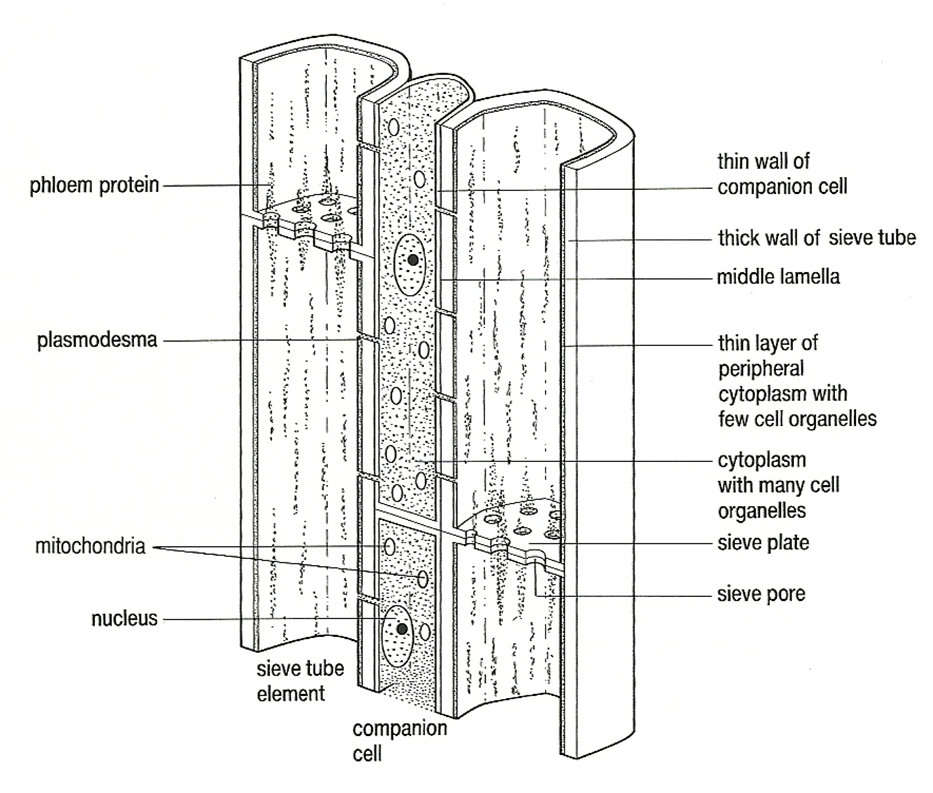 phloem protein
plasmodesma
mitochondria
nucleus
sieve tube
element
companion
cell
thin wall of
companion cell
thick wall of sieve tube
middle lamella
thin layer of
peripheral
cytoplasm with
few cell organelles
cytoplasm
with many cell
organelles
sieve plate
sieve pore